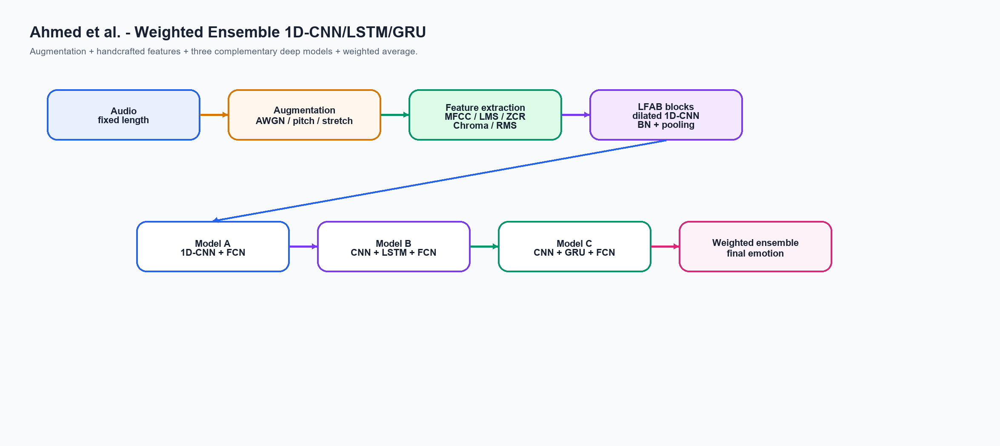 Ahmed et al. - Weighted Ensemble 1D-CNN/LSTM/GRU
Augmentation + handcrafted features + three complementary deep models + weighted average.
Audio
fixed length
Augmentation
AWGN / pitch / stretch
Feature extraction
MFCC / LMS / ZCR
Chroma / RMS
LFAB blocks
dilated 1D-CNN
BN + pooling
Model A
1D-CNN + FCN
Model B
CNN + LSTM + FCN
Model C
CNN + GRU + FCN
Weighted ensemble
final emotion